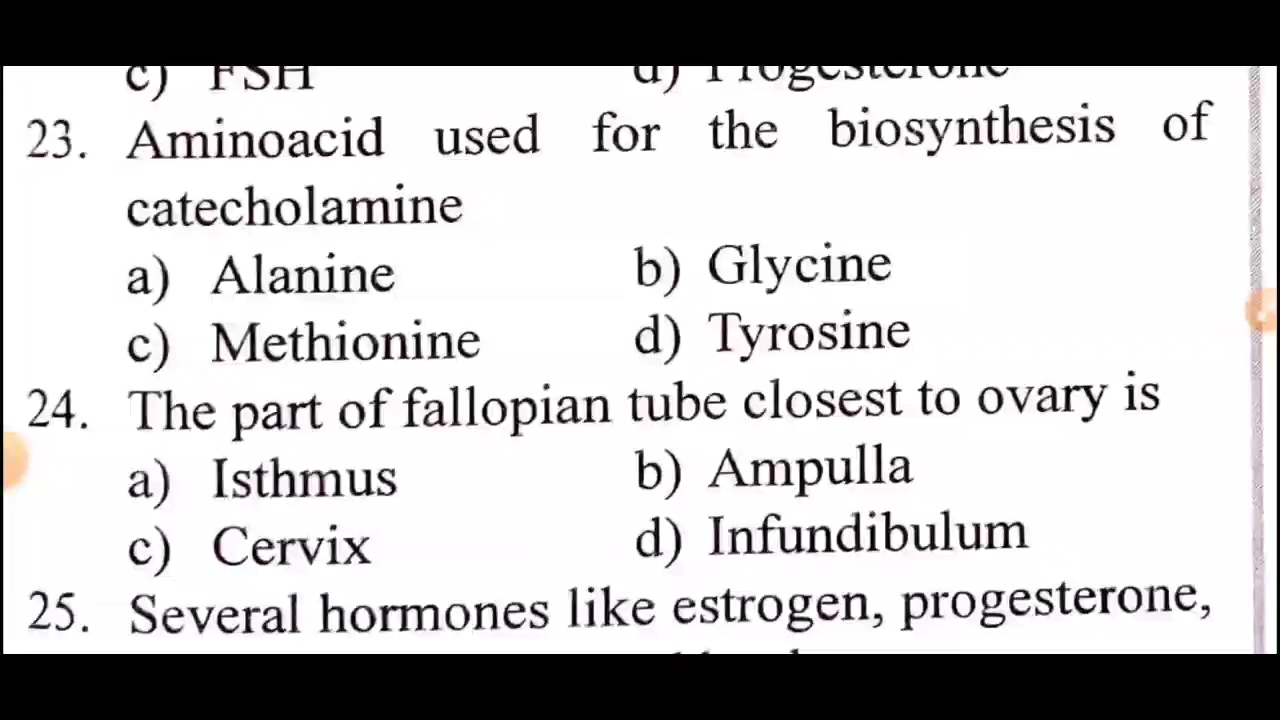 c) FSH d) Progesterone
23. Aminoacid used for the biosynthesis of
catecholamine
a) Alanine b) Glycine
c) Methionine d) Tyrosine
24. The part of fallopian tube closest to ovary is
a) Isthmus b) Ampulla
c) Cervix d) Infundibulum
25. Several hormones like estrogen, progesterone,